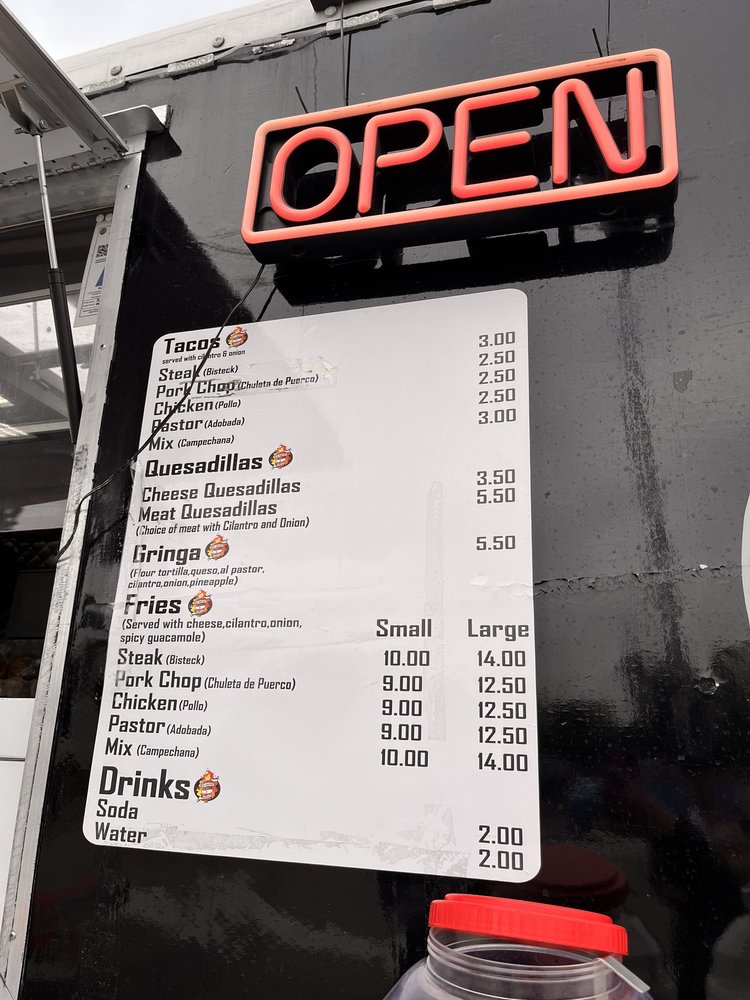 OPEN
Tacos
served with cilantro & onion
Steak (Bisteck) 3.00
Pork Chop (Chuleta de Puerco) 2.50
Chicken (Pollo) 2.50
Pastor (Adobada) 2.50
Mix (Campechana) 3.00
Quesadillas
Cheese Quesadillas 3.50
Meat Quesadillas 5.50
(Choice of meat with Cilantro and Onion)
Gringa 5.50
(Flour tortilla,queso,al pastor,
cilantro,onion,pineapple)
Fries
(Served with cheese,cilantro,onion,
spicy guacamole) Small Large
Steak (Bisteck) 10.00 14.00
Pork Chop (Chuleta de Puerco) 9.00 12.50
Chicken (Pollo) 9.00 12.50
Pastor (Adobada) 9.00 12.50
Mix (Campechana) 10.00 14.00
Drinks
Soda 2.00
Water 2.00